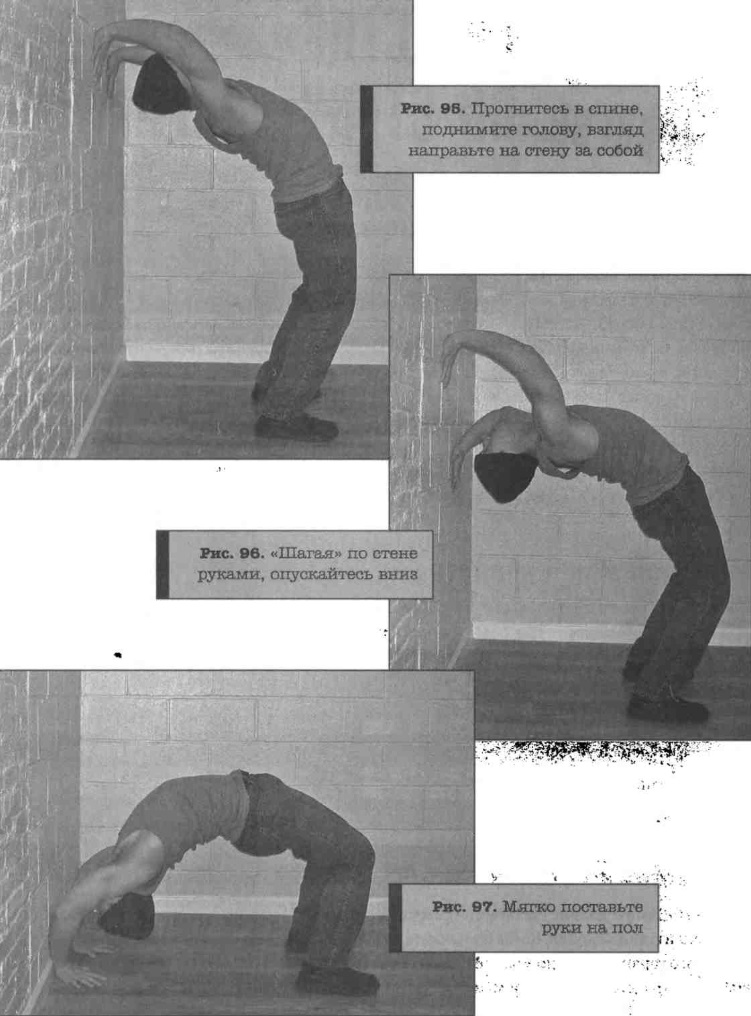 Рис. 95. Прогнитесь в спине,
поднимите голову, взгляд
направьте на стену за собой
Рис. 96. «Шагая» по стене
руками, опускайтесь вниз
Рис. 97. Мягко поставьте
руки на пол